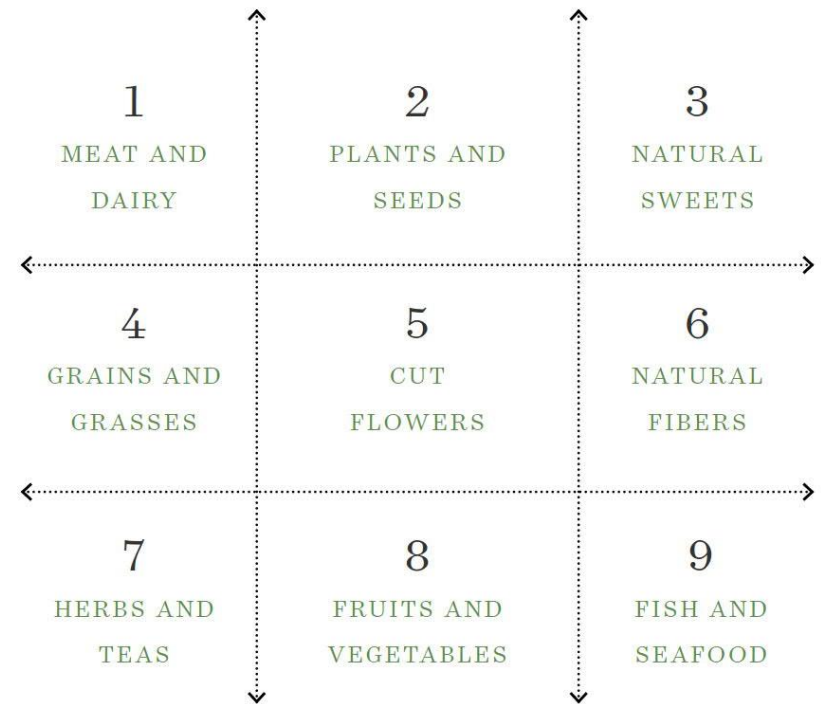 1
MEAT AND
DAIRY
2
PLANTS AND
SEEDS
3
NATURAL
SWEETS
4
GRAINS AND
GRASSES
5
CUT
FLOWERS
6
NATURAL
FIBERS
7
HERBS AND
TEAS
8
FRUITS AND
VEGETABLES
9
FISH AND
SEAFOOD